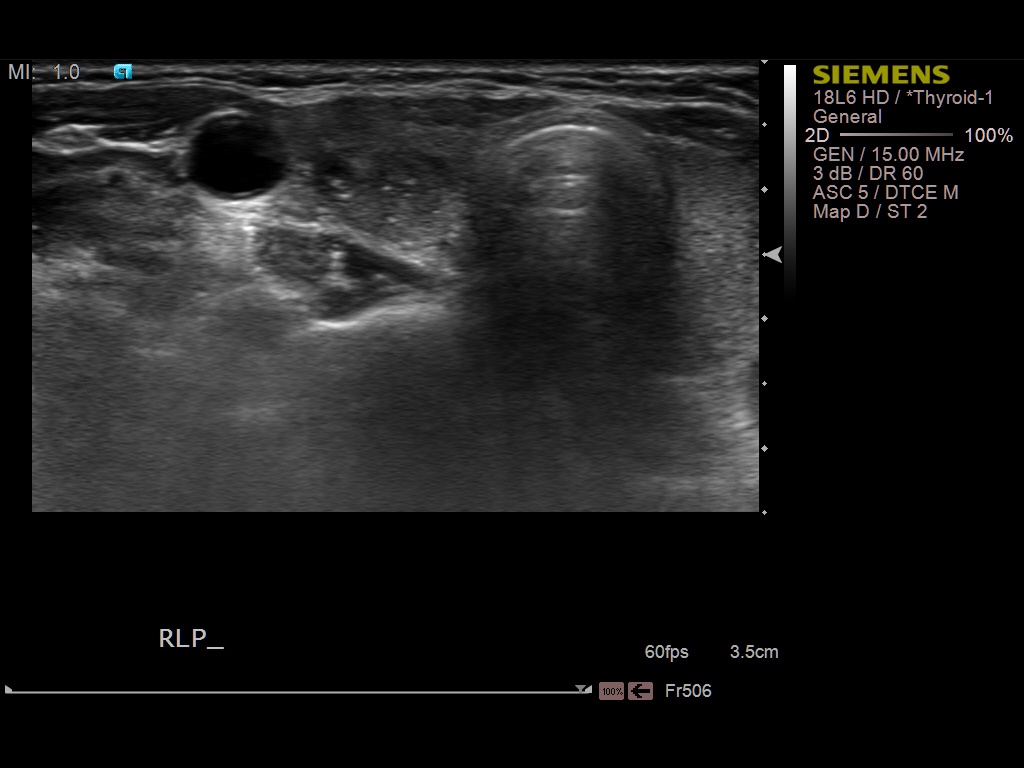 MI: 1.0
SIEMENS
18L6 HD / *Thyroid-1
General
2D 100%
GEN / 15.00 MHz
3 dB / DR 60
ASC 5 / DTCE M
Map D / ST 2
RLP_
60fps 3.5cm
100% Fr506